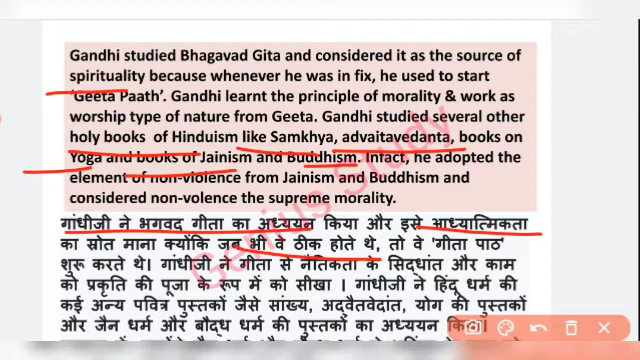 Gandhi studied Bhagavad Gita and considered it as the source of
spirituality because whenever he was in fix, he used to start
'Geeta Paath'. Gandhi learnt the principle of morality & work as
worship type of nature from Geeta. Gandhi studied several other
holy books of Hinduism like Samkhya, advaitavedanta, books on
Yoga and books of Jainism and Buddhism. Infact, he adopted the
element of non-violence from Jainism and Buddhism and
considered non-volence the supreme morality.
गांधीजी ने भगवद् गीता का अध्ययन किया और इसे आध्यात्मिकता
का स्रोत माना क्योंकि जब भी वे ठीक होते थे, तो वे 'गीता पाठ'
शुरू करते थे। गांधीजी ने गीता से नैतिकता के सिद्धांत और काम
को प्रकृति की पूजा के रूप में को सीखा । गांधीजी ने हिंदू धर्म की
कई अन्य पवित्र पुस्तकों जैसे सांख्य, अद्वैतवेदांत, योग की पुस्तकों
और जैन धर्म और बौद्ध धर्म की पुस्तकों का अध्ययन किया।
Genius Study